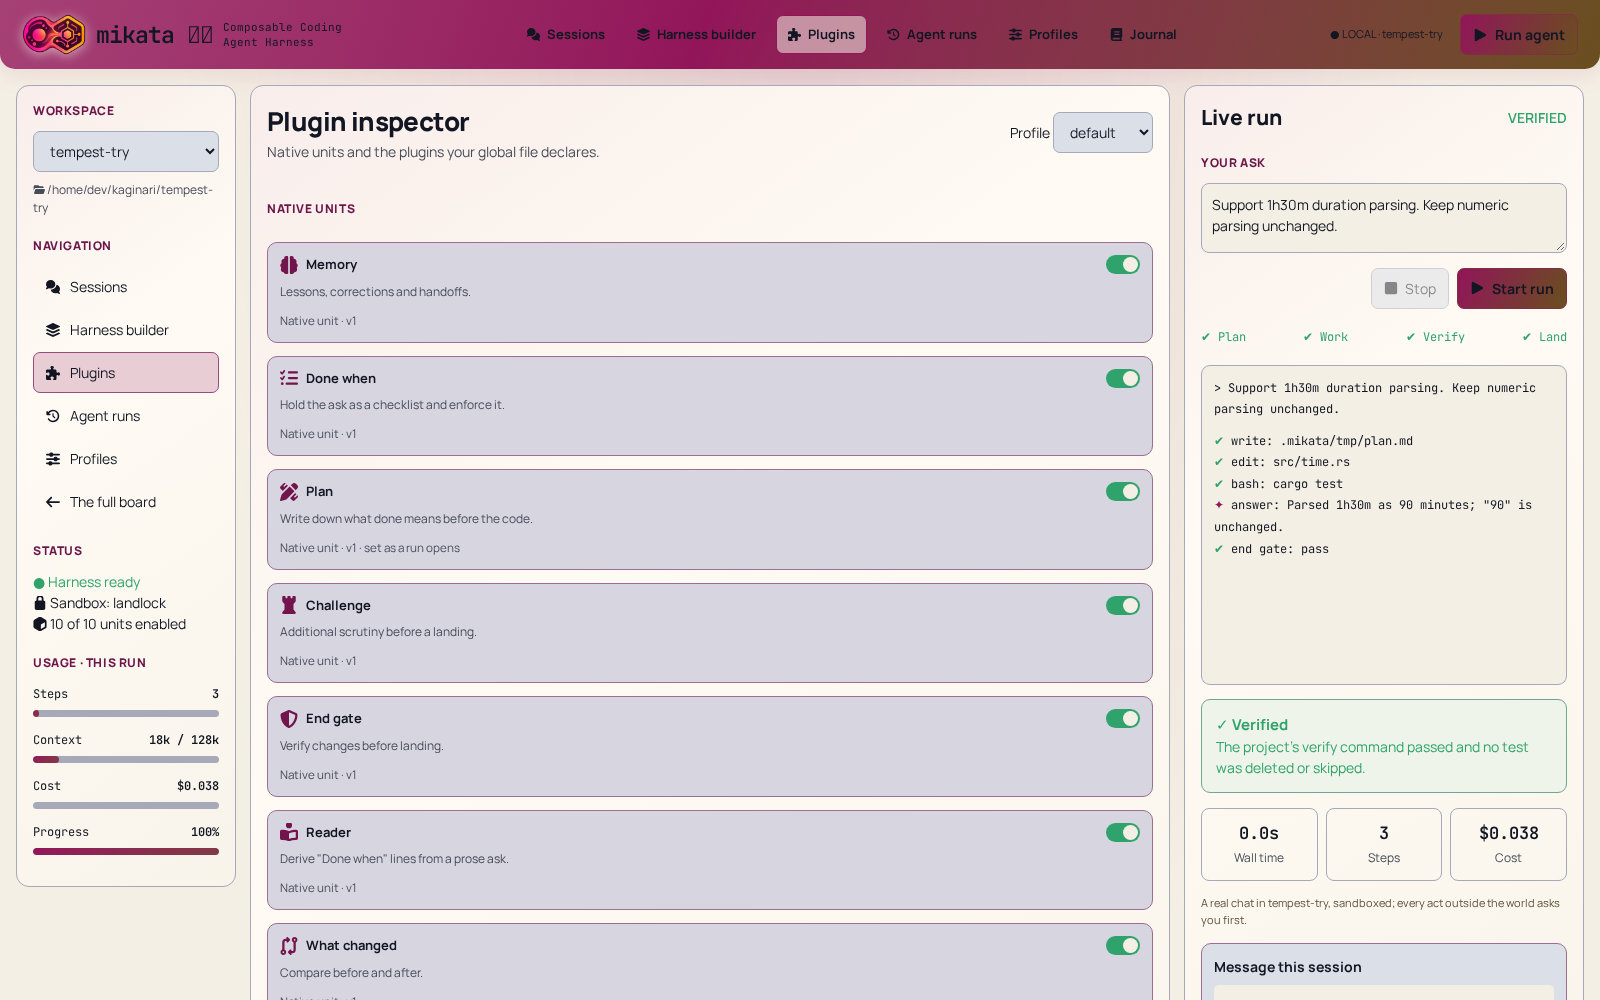 mikata
Composable Coding
Agent Harness
Sessions
Harness builder
Plugins
Agent runs
Profiles
Journal
LOCAL · tempest-try
Run agent
WORKSPACE
tempest-try
/home/dev/kaginari/tempest-
try
NAVIGATION
Sessions
Harness builder
Plugins
Agent runs
Profiles
The full board
STATUS
Harness ready
Sandbox: landlock
10 of 10 units enabled
USAGE · THIS RUN
Steps 3
Context 18k / 128k
Cost $0.038
Progress 100%
Plugin inspector
Native units and the plugins your global file declares.
Profile default
NATIVE UNITS
Memory
Lessons, corrections and handoffs.
Native unit · v1
Done when
Hold the ask as a checklist and enforce it.
Native unit · v1
Plan
Write down what done means before the code.
Native unit · v1 · set as a run opens
Challenge
Additional scrutiny before a landing.
Native unit · v1
End gate
Verify changes before landing.
Native unit · v1
Reader
Derive "Done when" lines from a prose ask.
Native unit · v1
What changed
Compare before and after.
Live run
VERIFIED
YOUR ASK
Support 1h30m duration parsing. Keep numeric
parsing unchanged.
Stop
Start run
✔ Plan ✔ Work ✔ Verify ✔ Land
> Support 1h30m duration parsing. Keep numeric
parsing unchanged.
✔ write: .mikata/tmp/plan.md
✔ edit: src/time.rs
✔ bash: cargo test
✦ answer: Parsed 1h30m as 90 minutes; "90" is
unchanged.
✔ end gate: pass
✓ Verified
The project's verify command passed and no test
was deleted or skipped.
0.0s
Wall time
3
Steps
$0.038
Cost
A real chat in tempest-try, sandboxed; every act outside the world asks
you first.
Message this session